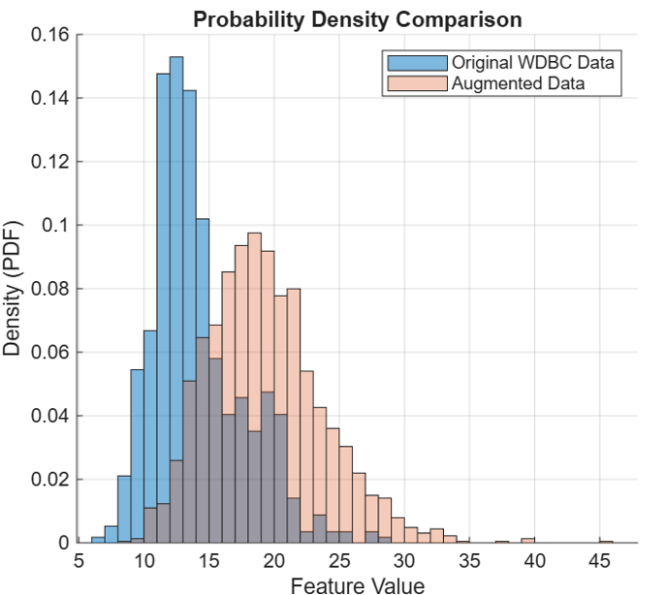 Probability Density Comparison
Original WDBC Data
Augmented Data
Density (PDF)
0.16
0.14
0.12
0.1
0.08
0.06
0.04
0.02
0
5 10 15 20 25 30 35 40 45
Feature Value